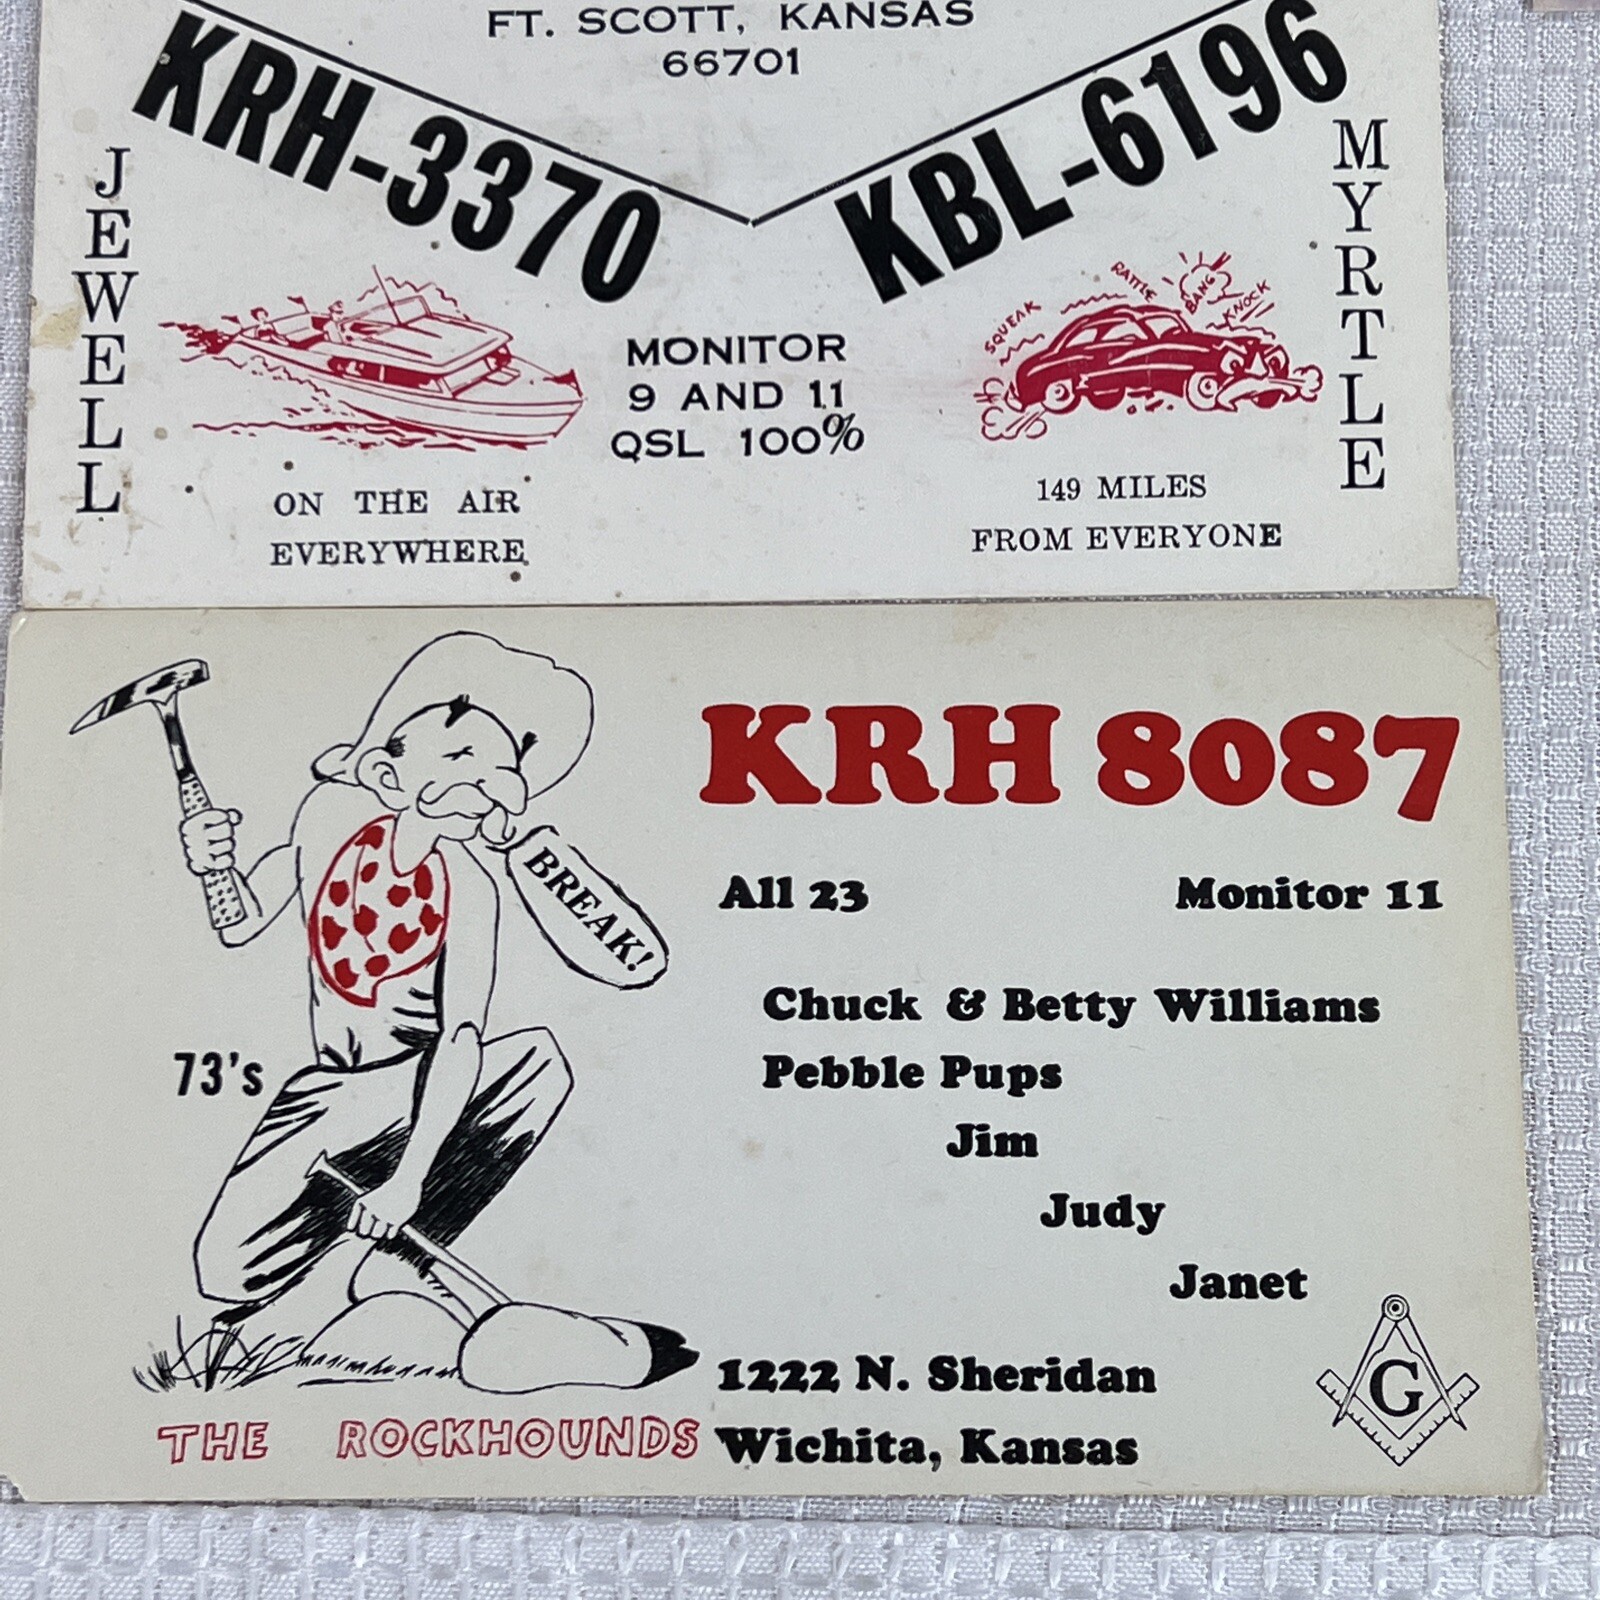 FT. SCOTT, KANSAS
66701
KRH-3370
KBL-6196
JEWELL
MYRTLE
SQUEAK
RATTLE
BANG
KNOCK
MONITOR
9 AND 11
QSL 100%
ON THE AIR
EVERYWHERE
149 MILES
FROM EVERYONE
KRH 8087
BREAK!
All 23
Monitor 11
Chuck & Betty Williams
Pebble Pups
Jim
Judy
Janet
73's
1222 N. Sheridan
Wichita, Kansas
THE ROCKHOUNDS
G